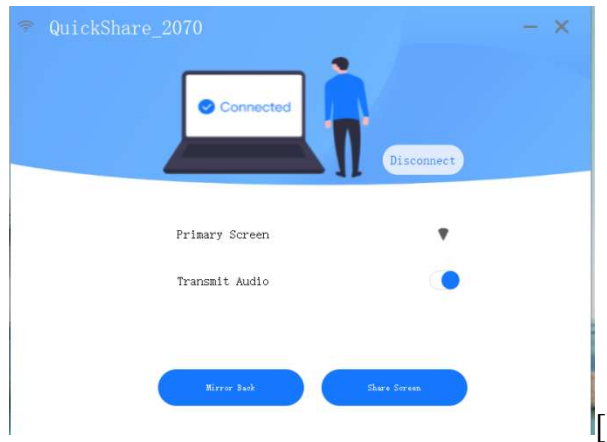 QuickShare_2070
Connected
Disconnect
Primary Screen
Transmit Audio
Mirror Back
Share Screen
[